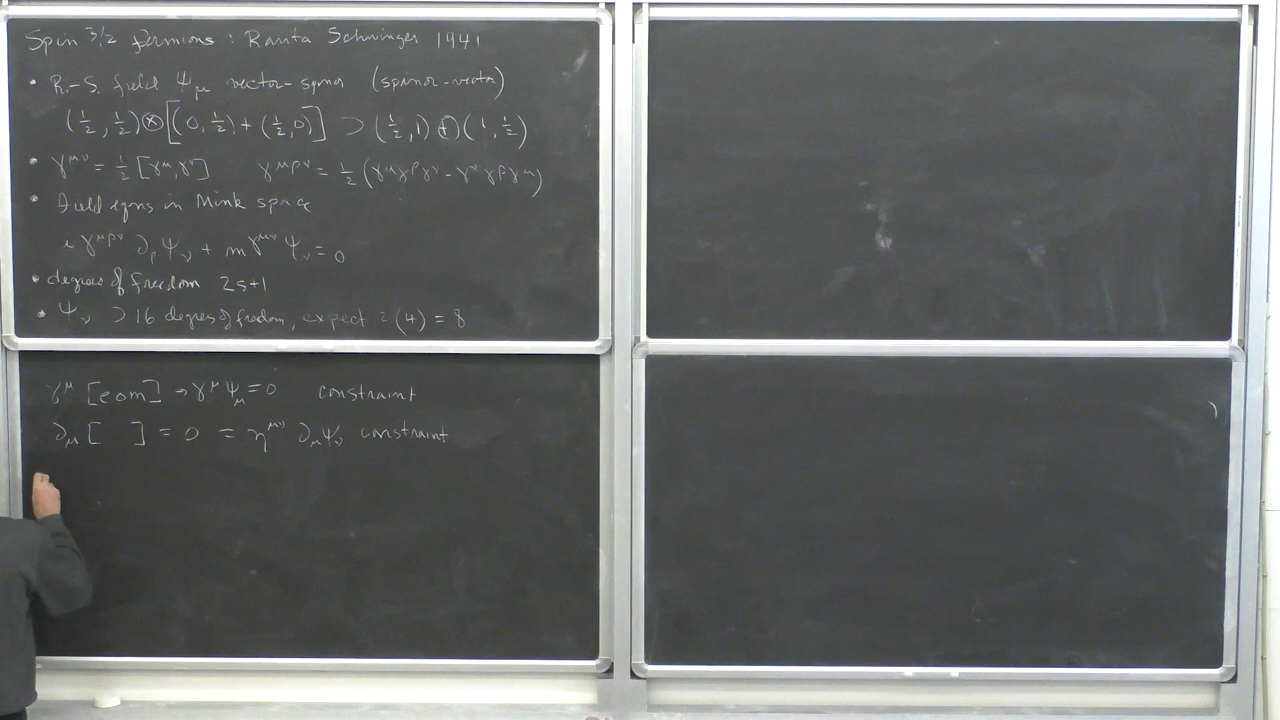 Spin 3/2 fermions : Rarita Schwinger 1941
• R.-S. field Ψ_μ vector-spinor (spinor-vector)
(½, ½)⊗[(0, ½) + (½, 0)] ⊃ (½, 1) ⊕ (1, ½)
• γ^{μν} = ½ [γ^μ, γ^ν] γ^{μρν} = ½ (γ^μ γ^ρ γ^ν - γ^ν γ^ρ γ^μ)
• field eqns in Mink space
i γ^{μρν} ∂_ρ Ψ_ν + m γ^{μν} Ψ_ν = 0
• degrees of freedom 2s+1
• Ψ_ν ⊃ 16 degrees of freedom, expect 2(4) = 8
γ^μ [eom] → γ^μ Ψ_μ = 0 constraint
∂_μ [ ] = 0 = η^{μν} ∂_μ Ψ_ν constraint